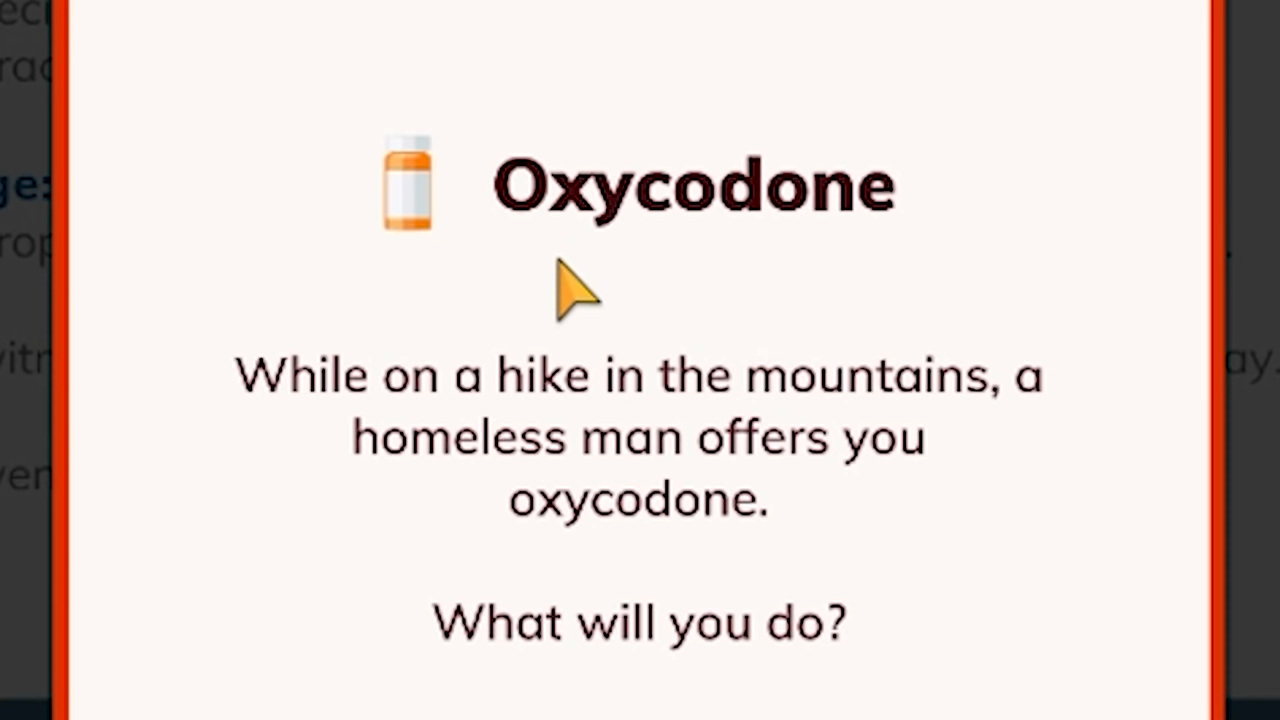 Oxycodone
While on a hike in the mountains, a
homeless man offers you
oxycodone.
What will you do?